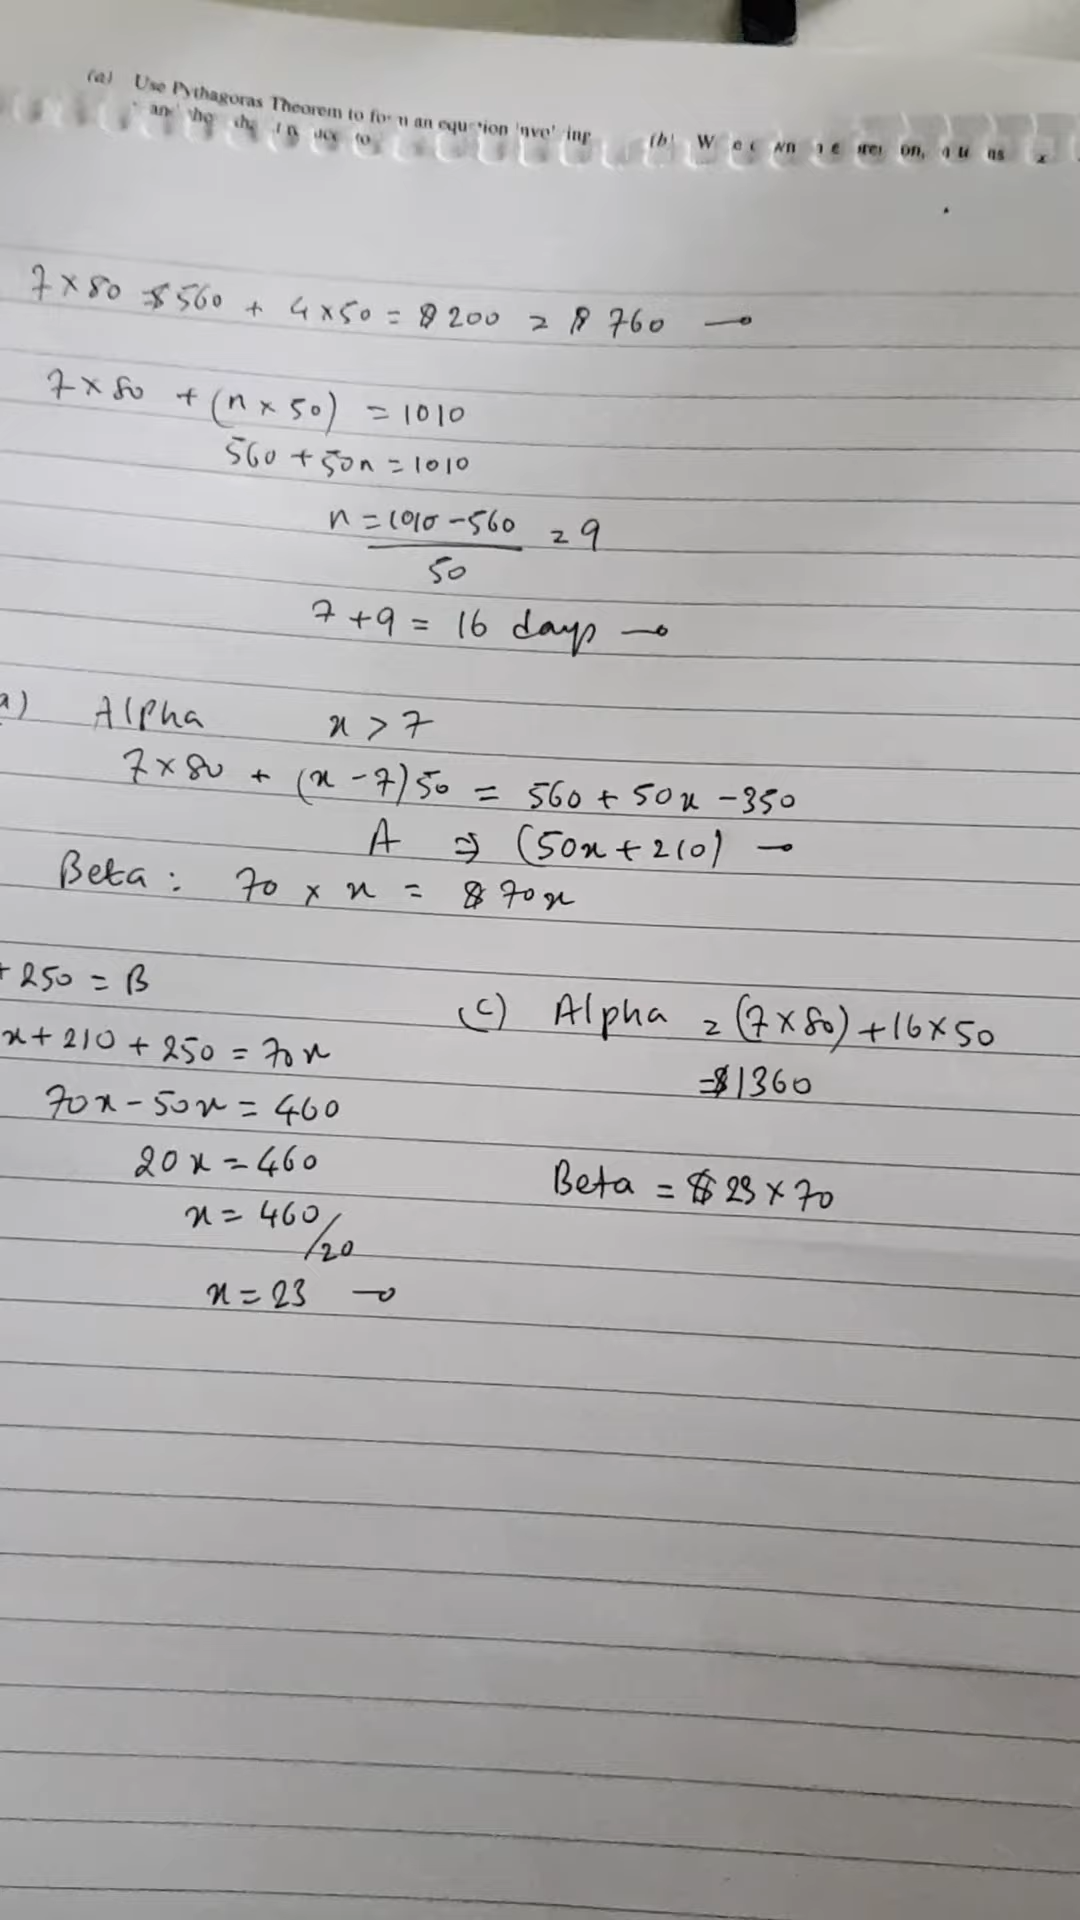 (a) Use Pythagoras Theorem to form an equation
(b)
7 × 80 = $560 + 4 × 50 = $200 = $760
7 × 80 + (n × 50) = 1010
560 + 50n = 1010
n = 1010 - 560 = 9
50
7 + 9 = 16 days
a) Alpha x > 7
7 × 80 + (x - 7) 50 = 560 + 50x - 350
A ⇒ (50x + 210)
Beta : 70 × x = $70x
+ 250 = B
x + 210 + 250 = 70x
70x - 50x = 460
20x = 460
x = 460/20
x = 23
(c) Alpha = (7 × 80) + 16 × 50
= $1360
Beta = $23 × 70